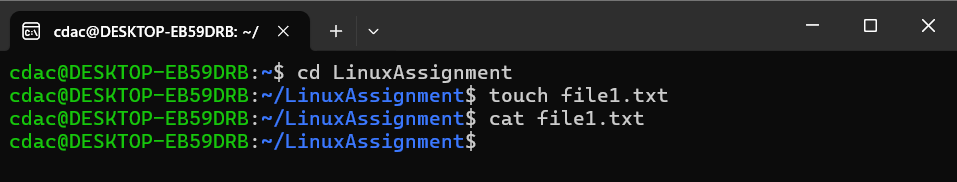 cdac@DESKTOP-EB59DRB: ~/
cdac@DESKTOP-EB59DRB:~$ cd LinuxAssignment
cdac@DESKTOP-EB59DRB:~/LinuxAssignment$ touch file1.txt
cdac@DESKTOP-EB59DRB:~/LinuxAssignment$ cat file1.txt
cdac@DESKTOP-EB59DRB:~/LinuxAssignment$